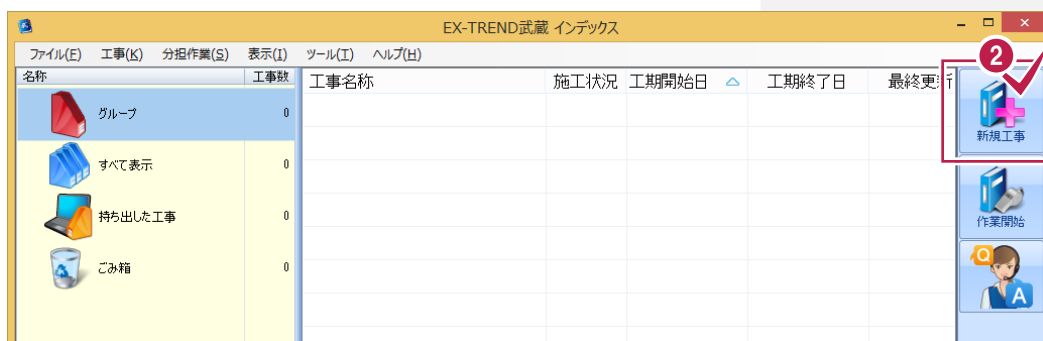 EX-TREND武蔵 インデックス
ファイル(F) 工事(K) 分担作業(S) 表示(I) ツール(T) ヘルプ(H)
名称 工事数 工事名称 施工状況 工期開始日 工期終了日 最終更新
2
グループ 0
新規工事
すべて表示 0
持ち出した工事 0
作業開始
ごみ箱 0
Q
A